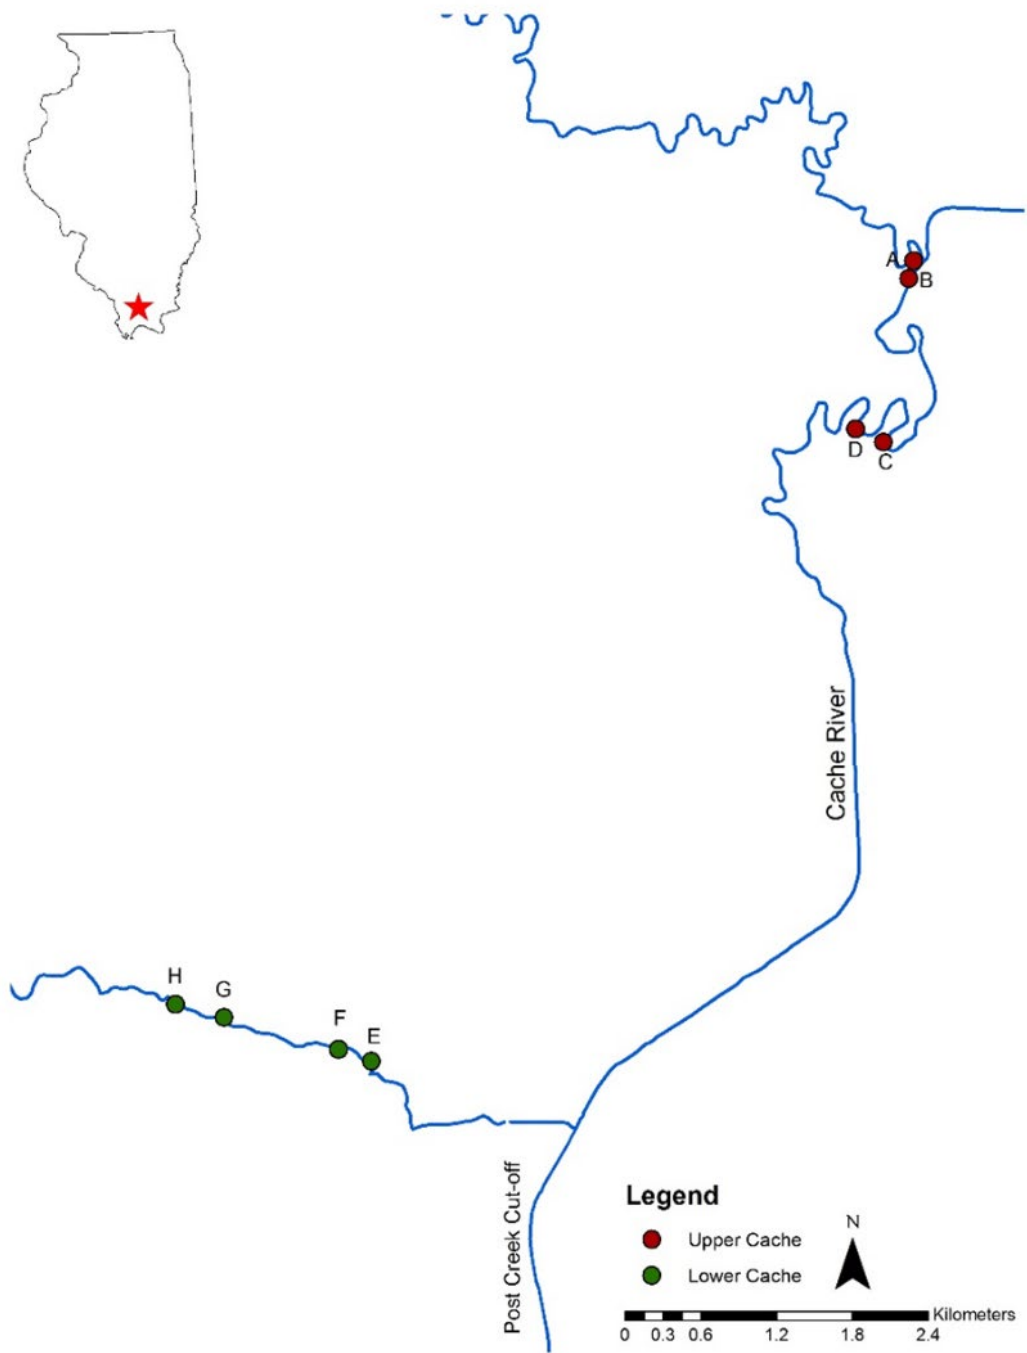 A
B
D
C
Cache River
H
G
F
E
Post Creek Cut-off
Legend
Upper Cache
Lower Cache
N
Kilometers
0 0.3 0.6 1.2 1.8 2.4